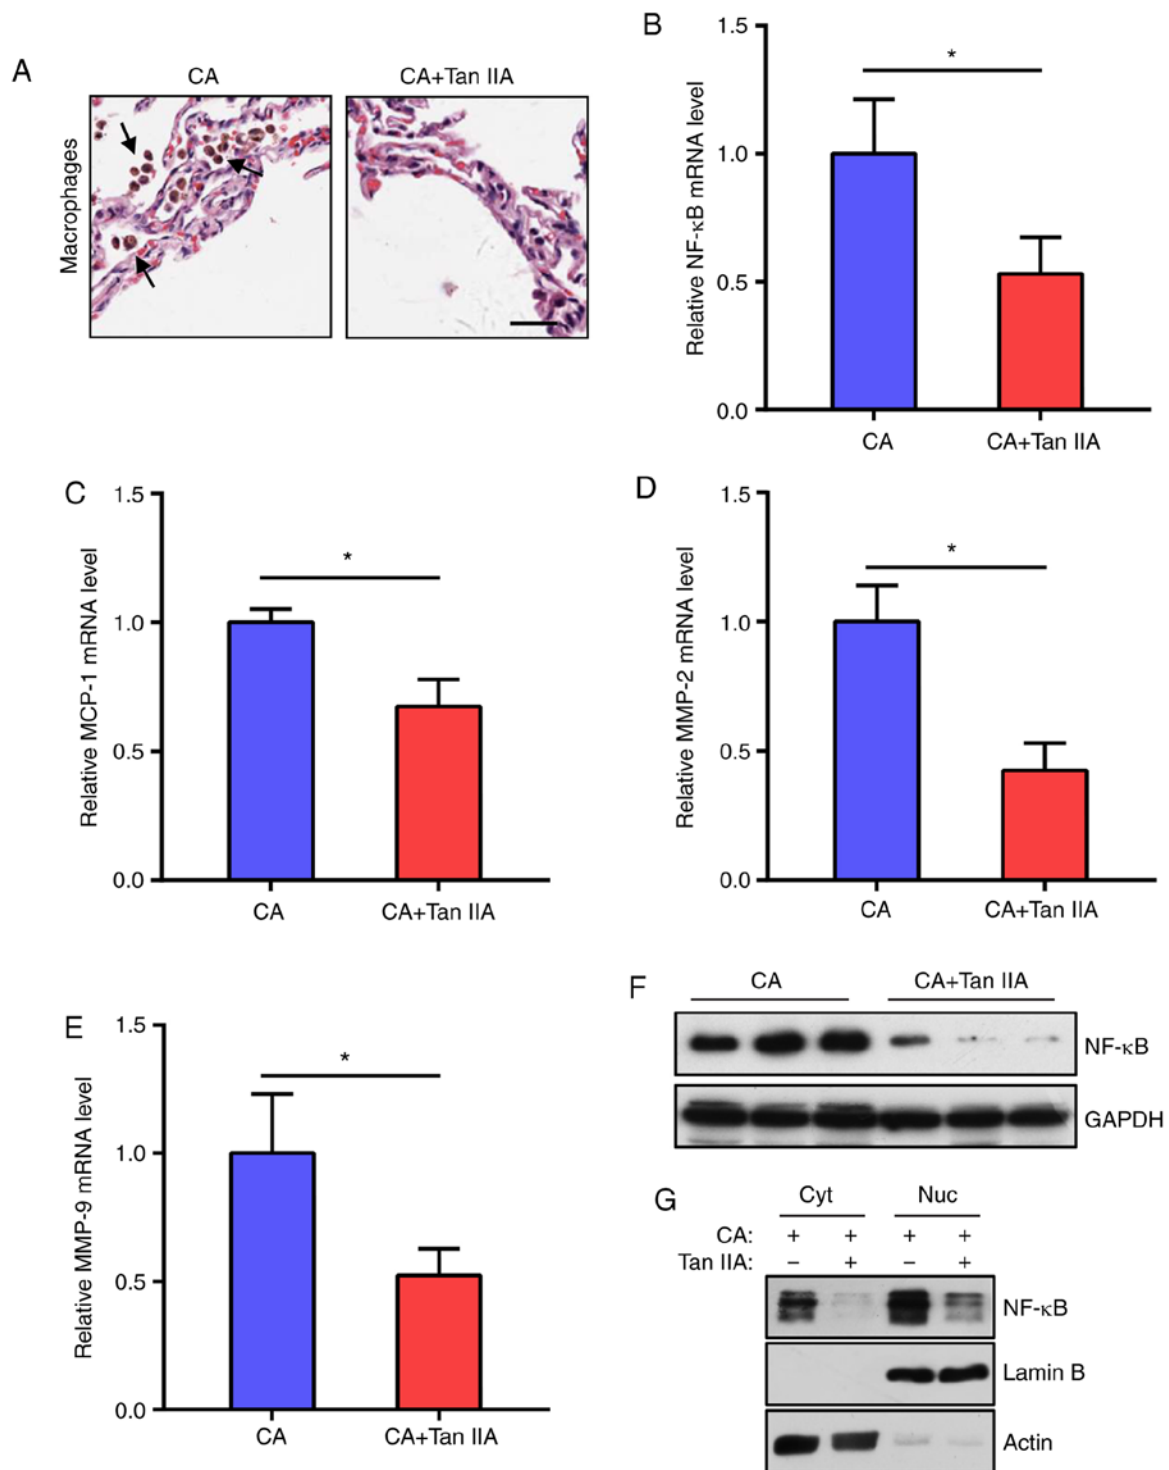 A
CA
CA+Tan IIA
Macrophages
B
1.5
1.0
0.5
0.0
Relative NF-κB mRNA level
*
CA
CA+Tan IIA
C
1.5
1.0
0.5
0.0
Relative MCP-1 mRNA level
*
CA
CA+Tan IIA
D
1.5
1.0
0.5
0.0
Relative MMP-2 mRNA level
*
CA
CA+Tan IIA
E
1.5
1.0
0.5
0.0
Relative MMP-9 mRNA level
*
CA
CA+Tan IIA
F
CA
CA+Tan IIA
NF-κB
GAPDH
G
Cyt
Nuc
CA: + + + +
Tan IIA: – + – +
NF-κB
Lamin B
Actin